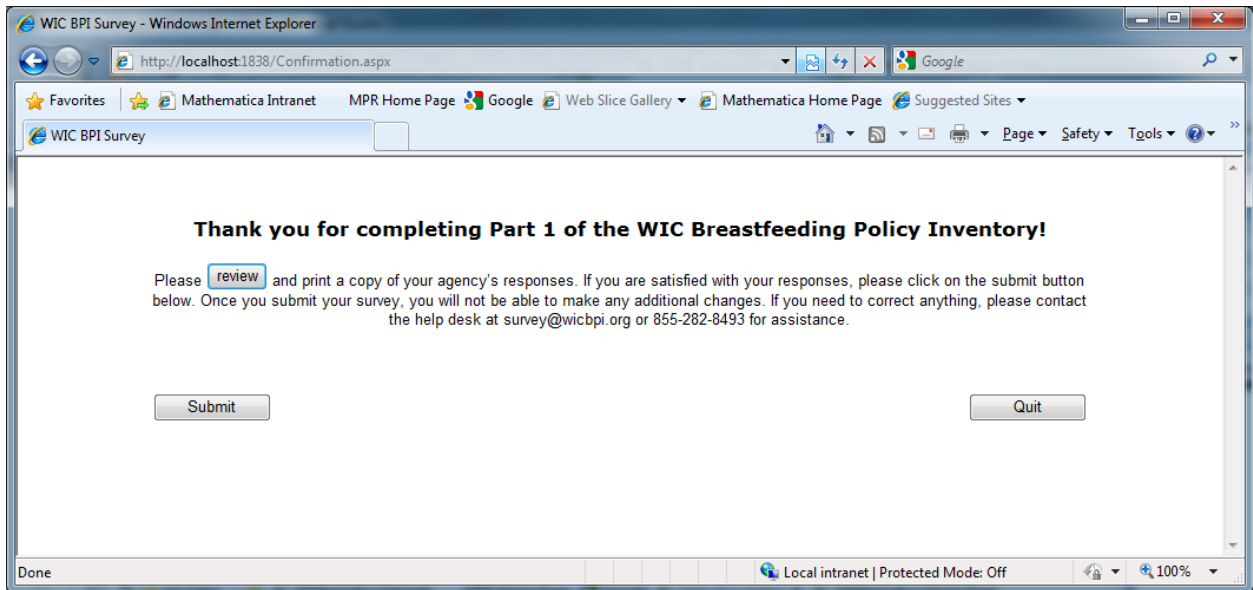 WIC BPI Survey - Windows Internet Explorer
http://localhost:1838/Confirmation.aspx
Google
Favorites Mathematica Intranet MPR Home Page Google Web Slice Gallery Mathematica Home Page Suggested Sites
WIC BPI Survey Page Safety Tools »
Thank you for completing Part 1 of the WIC Breastfeeding Policy Inventory!
Please review and print a copy of your agency's responses. If you are satisfied with your responses, please click on the submit button
below. Once you submit your survey, you will not be able to make any additional changes. If you need to correct anything, please contact
the help desk at survey@wicbpi.org or 855-282-8493 for assistance.
Submit Quit
Done Local intranet | Protected Mode: Off 100%